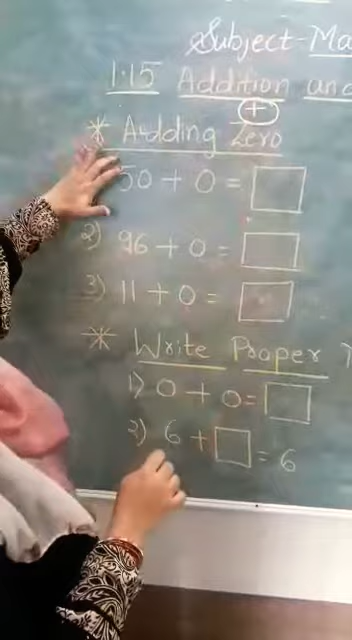 Subject-Ma
1.15 Addition and
+
* Adding Zero
50 + 0 =
2) 96 + 0 =
3) 11 + 0 =
* Write Proper
1) 0 + 0 =
2) 6 + = 6